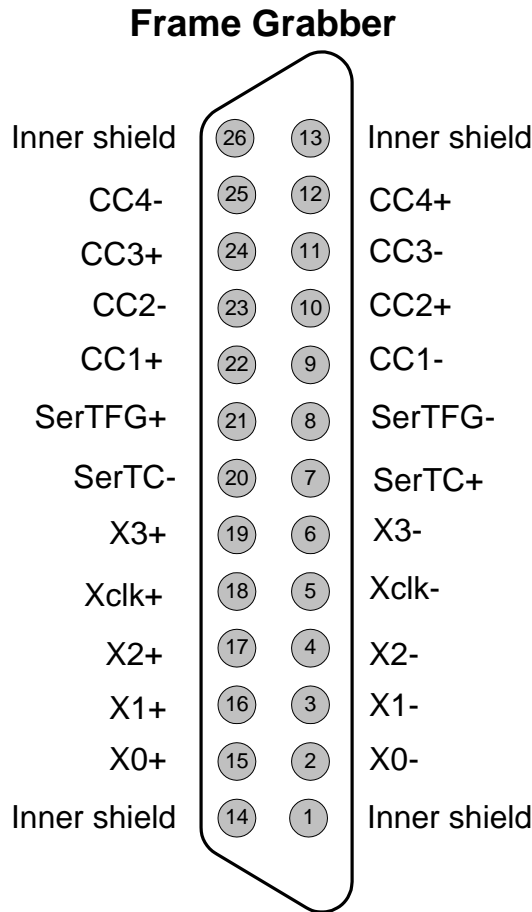 Frame Grabber
Inner shield 26 13 Inner shield
CC4- 25 12 CC4+
CC3+ 24 11 CC3-
CC2- 23 10 CC2+
CC1+ 22 9 CC1-
SerTFG+ 21 8 SerTFG-
SerTC- 20 7 SerTC+
X3+ 19 6 X3-
Xclk+ 18 5 Xclk-
X2+ 17 4 X2-
X1+ 16 3 X1-
X0+ 15 2 X0-
Inner shield 14 1 Inner shield